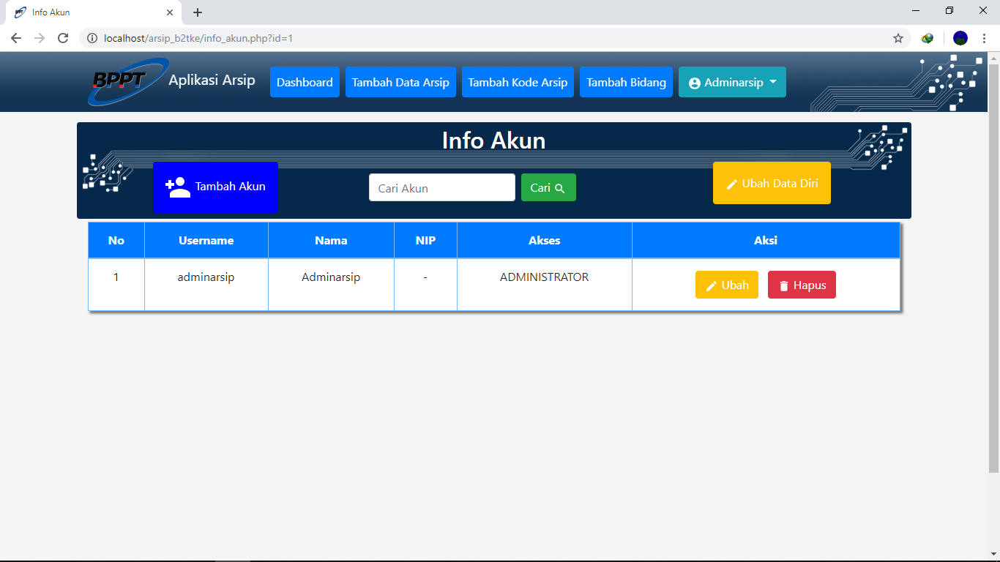 Info Akun
localhost/arsip_b2tke/info_akun.php?id=1
BPPT Aplikasi Arsip Dashboard Tambah Data Arsip Tambah Kode Arsip Tambah Bidang Adminarsip
Info Akun
Tambah Akun Cari Akun Cari Ubah Data Diri
No Username Nama NIP Akses Aksi
1 adminarsip Adminarsip - ADMINISTRATOR Ubah Hapus